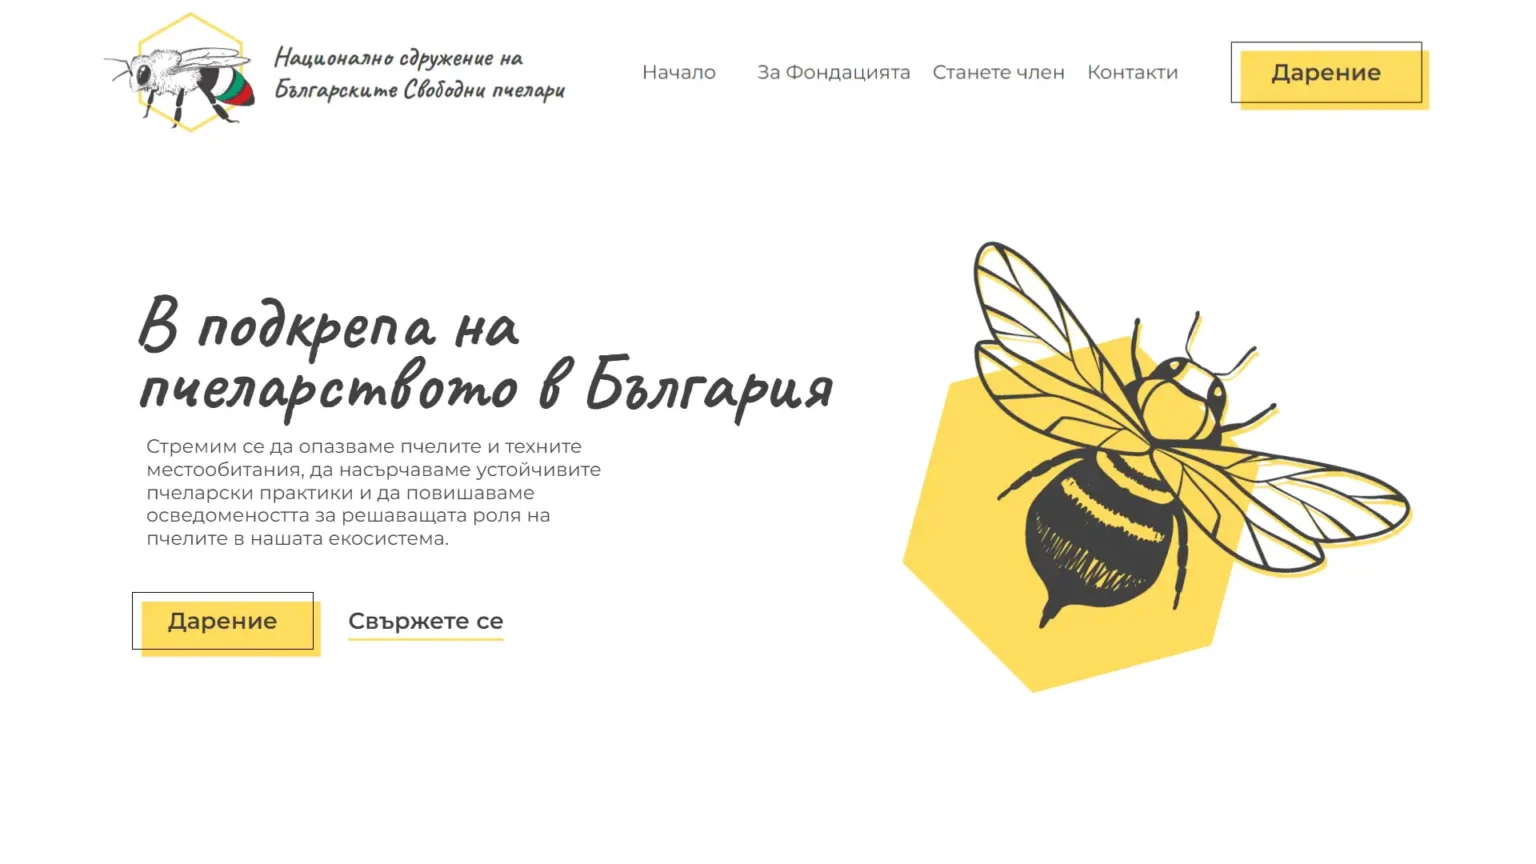 Национално сдружение на
Българските Свободни пчелари
Начало
За Фондацията
Станете член
Контакти
Дарение
В подкрепа на
пчеларството в България
Стремим се да опазваме пчелите и техните
местообитания, да насърчаваме устойчивите
пчеларски практики и да повишаваме
осведомеността за решаващата роля на
пчелите в нашата екосистема.
Дарение
Свържете се